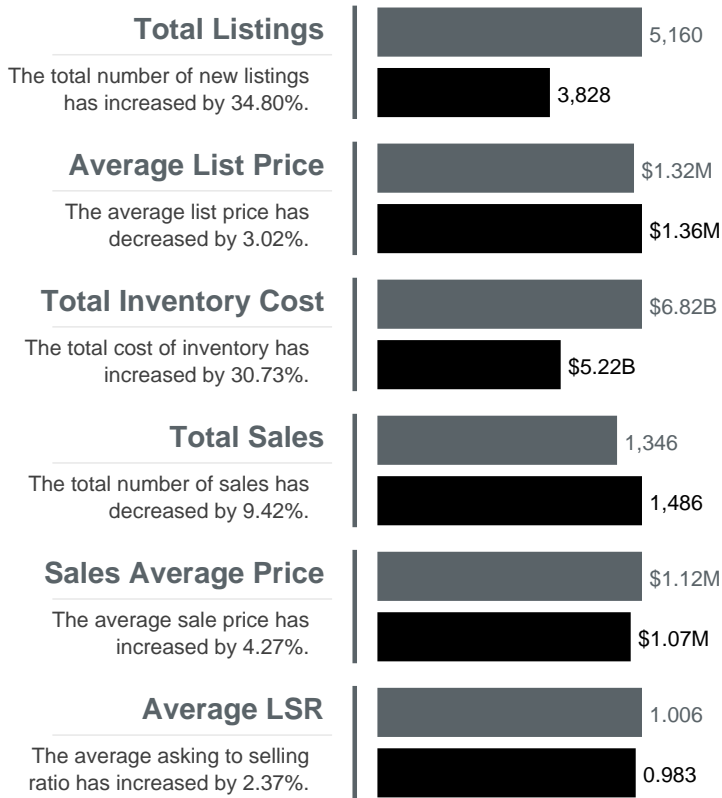 Total Listings
The total number of new listings
has increased by 34.80%.
5,160
3,828
Average List Price
The average list price has
decreased by 3.02%.
$1.32M
$1.36M
Total Inventory Cost
The total cost of inventory has
increased by 30.73%.
$6.82B
$5.22B
Total Sales
The total number of sales has
decreased by 9.42%.
1,346
1,486
Sales Average Price
The average sale price has
increased by 4.27%.
$1.12M
$1.07M
Average LSR
The average asking to selling
ratio has increased by 2.37%.
1.006
0.983